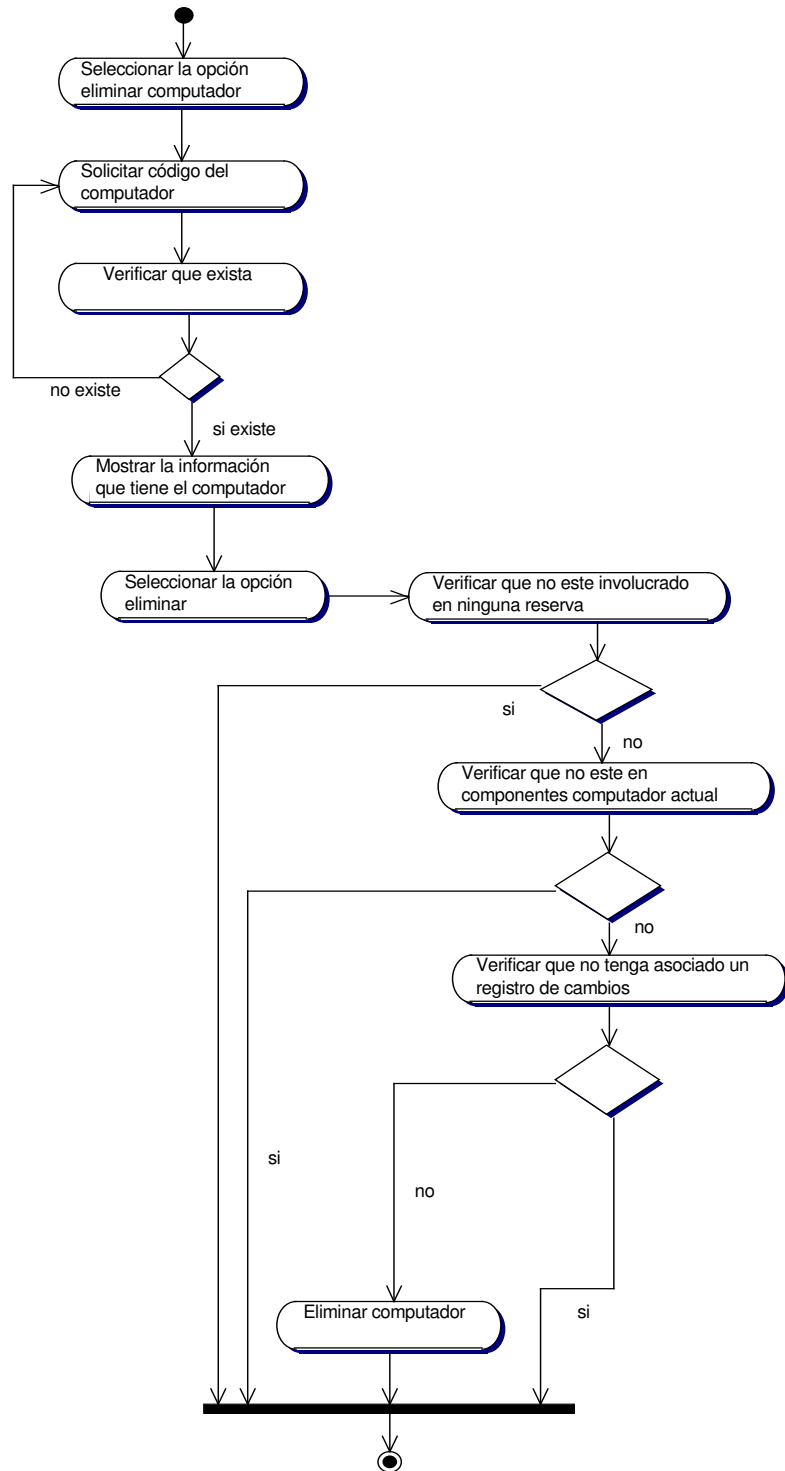 Seleccionar la opción
eliminar computador
Solicitar código del
computador
Verificar que exista
no existe
si existe
Mostrar la información
que tiene el computador
Seleccionar la opción
eliminar
Verificar que no este involucrado
en ninguna reserva
si
no
Verificar que no este en
componentes computador actual
no
Verificar que no tenga asociado un
registro de cambios
si
no
Eliminar computador
si